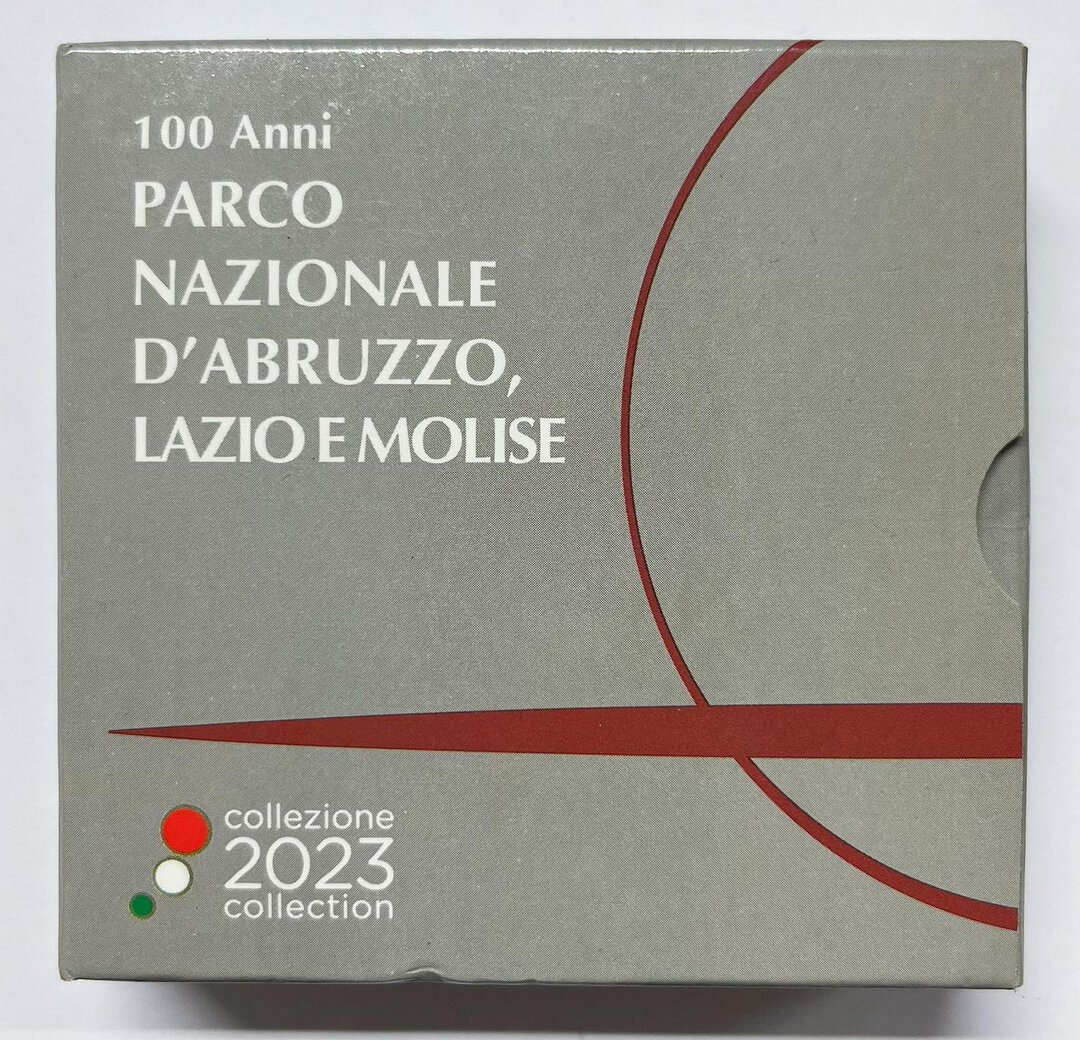 100 Anni
PARCO
NAZIONALE
D'ABRUZZO,
LAZIO E MOLISE
collezione
2023
collection